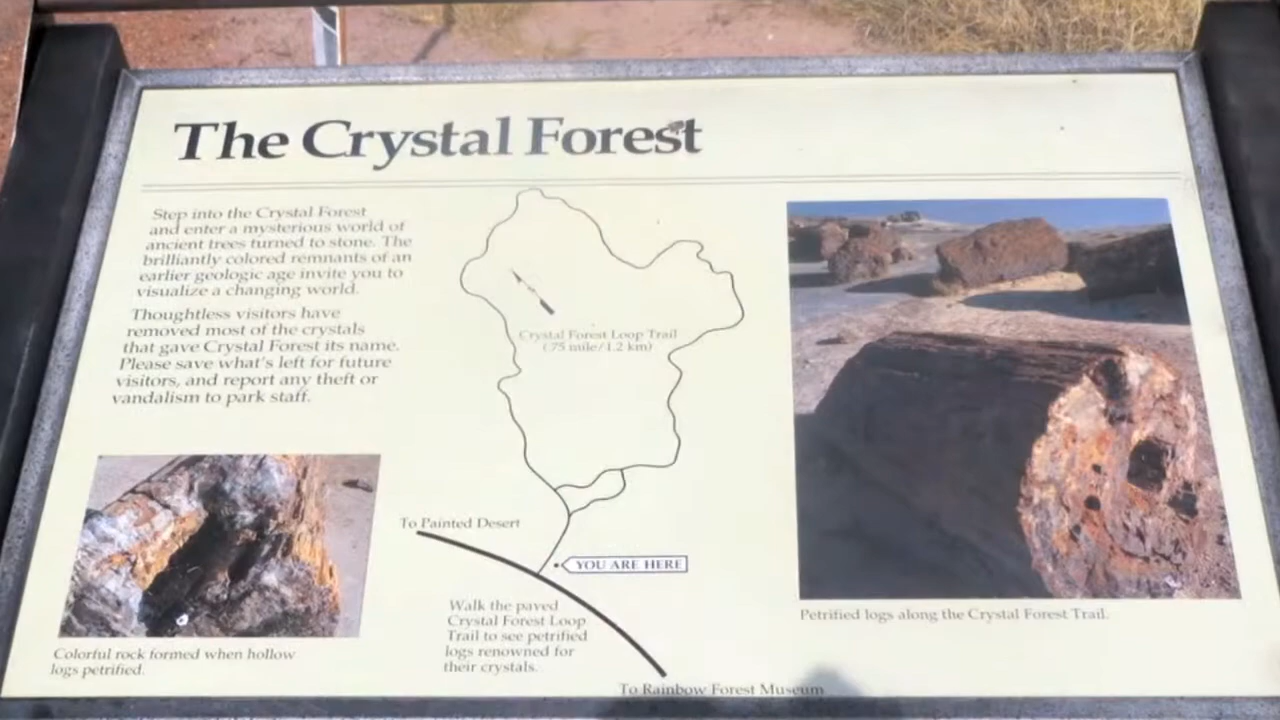 The Crystal Forest
Step into the Crystal Forest
and enter a mysterious world of
ancient trees turned to stone. The
brilliantly colored remnants of an
earlier geologic age invite you to
visualize a changing world.
Thoughtless visitors have
removed most of the crystals
that gave Crystal Forest its name.
Please save what's left for future
visitors, and report any theft or
vandalism to park staff.
Colorful rock formed when hollow
logs petrified.
Crystal Forest Loop Trail
(.75 mile/1.2 km)
To Painted Desert
YOU ARE HERE
Walk the paved
Crystal Forest Loop
Trail to see petrified
logs renowned for
their crystals.
To Rainbow Forest Museum
Petrified logs along the Crystal Forest Trail.